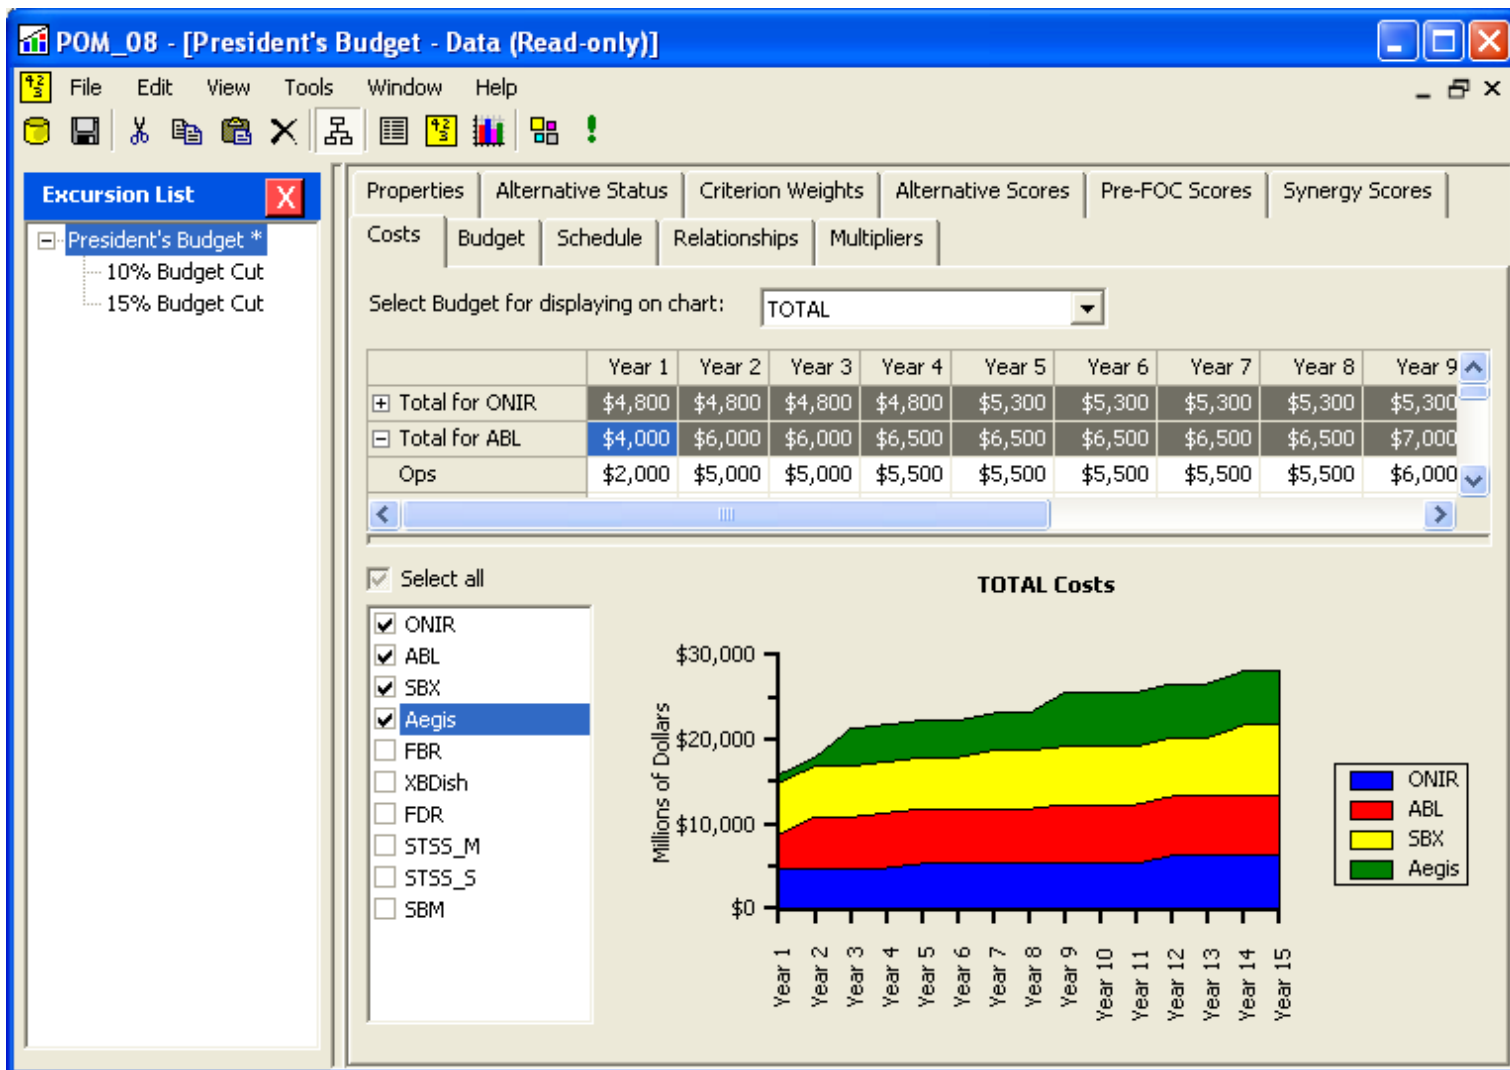 POM_08 - [President's Budget - Data (Read-only)]
File Edit View Tools Window Help
Excursion List
President's Budget *
10% Budget Cut
15% Budget Cut
Properties Alternative Status Criterion Weights Alternative Scores Pre-FOC Scores Synergy Scores
Costs Budget Schedule Relationships Multipliers
Select Budget for displaying on chart: TOTAL
Year 1 Year 2 Year 3 Year 4 Year 5 Year 6 Year 7 Year 8 Year 9
Total for ONIR $4,800 $4,800 $4,800 $4,800 $5,300 $5,300 $5,300 $5,300 $5,300
Total for ABL $4,000 $6,000 $6,000 $6,500 $6,500 $6,500 $6,500 $6,500 $7,000
Ops $2,000 $5,000 $5,000 $5,500 $5,500 $5,500 $5,500 $5,500 $6,000
Select all
ONIR
ABL
SBX
Aegis
FBR
XBDish
FDR
STSS_M
STSS_S
SBM
TOTAL Costs
Millions of Dollars
$30,000
$20,000
$10,000
$0
Year 1
Year 2
Year 3
Year 4
Year 5
Year 6
Year 7
Year 8
Year 9
Year 10
Year 11
Year 12
Year 13
Year 14
Year 15
ONIR
ABL
SBX
Aegis